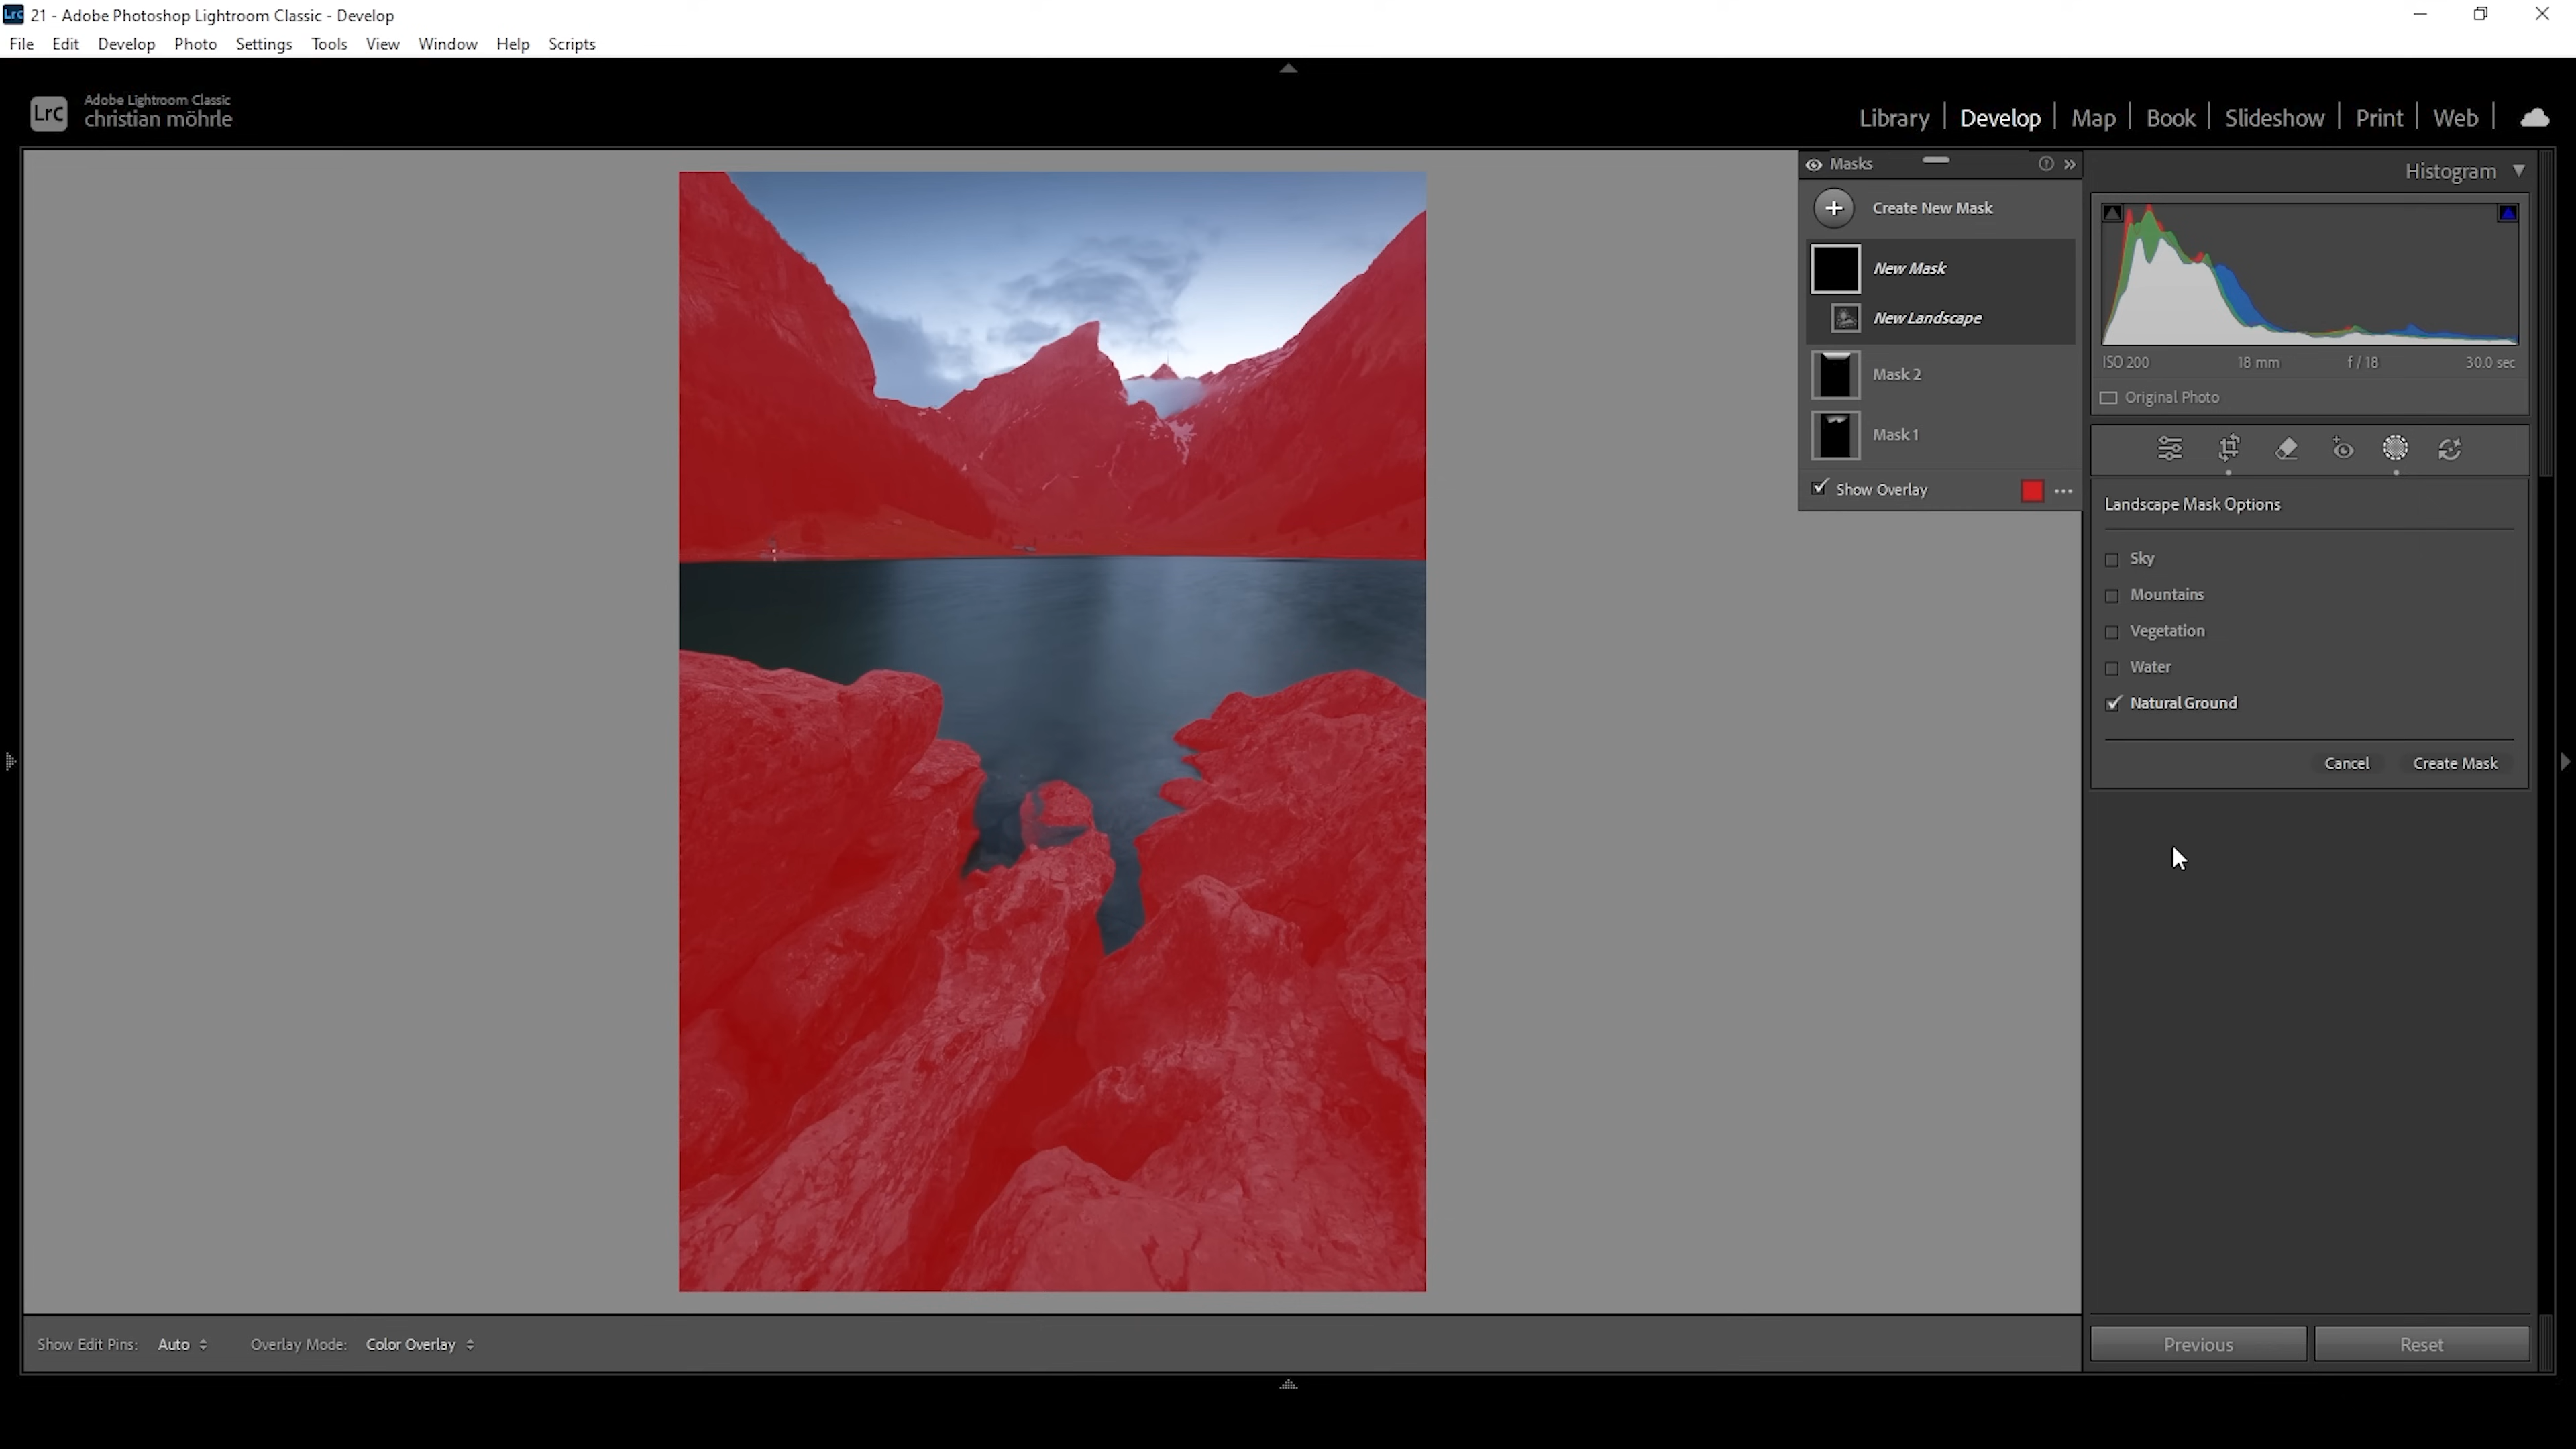 Lrc 21 - Adobe Photoshop Lightroom Classic - Develop
File Edit Develop Photo Settings Tools View Window Help Scripts
Lrc
Adobe Lightroom Classic
christian möhrle
Library | Develop | Map | Book | Slideshow | Print | Web |
Masks
Create New Mask
New Mask
New Landscape
Mask 2
Mask 1
Show Overlay
Histogram
ISO 200 18 mm f / 18 30.0 sec
Original Photo
Landscape Mask Options
Sky
Mountains
Vegetation
Water
Natural Ground
Cancel Create Mask
Show Edit Pins: Auto Overlay Mode: Color Overlay
Previous Reset